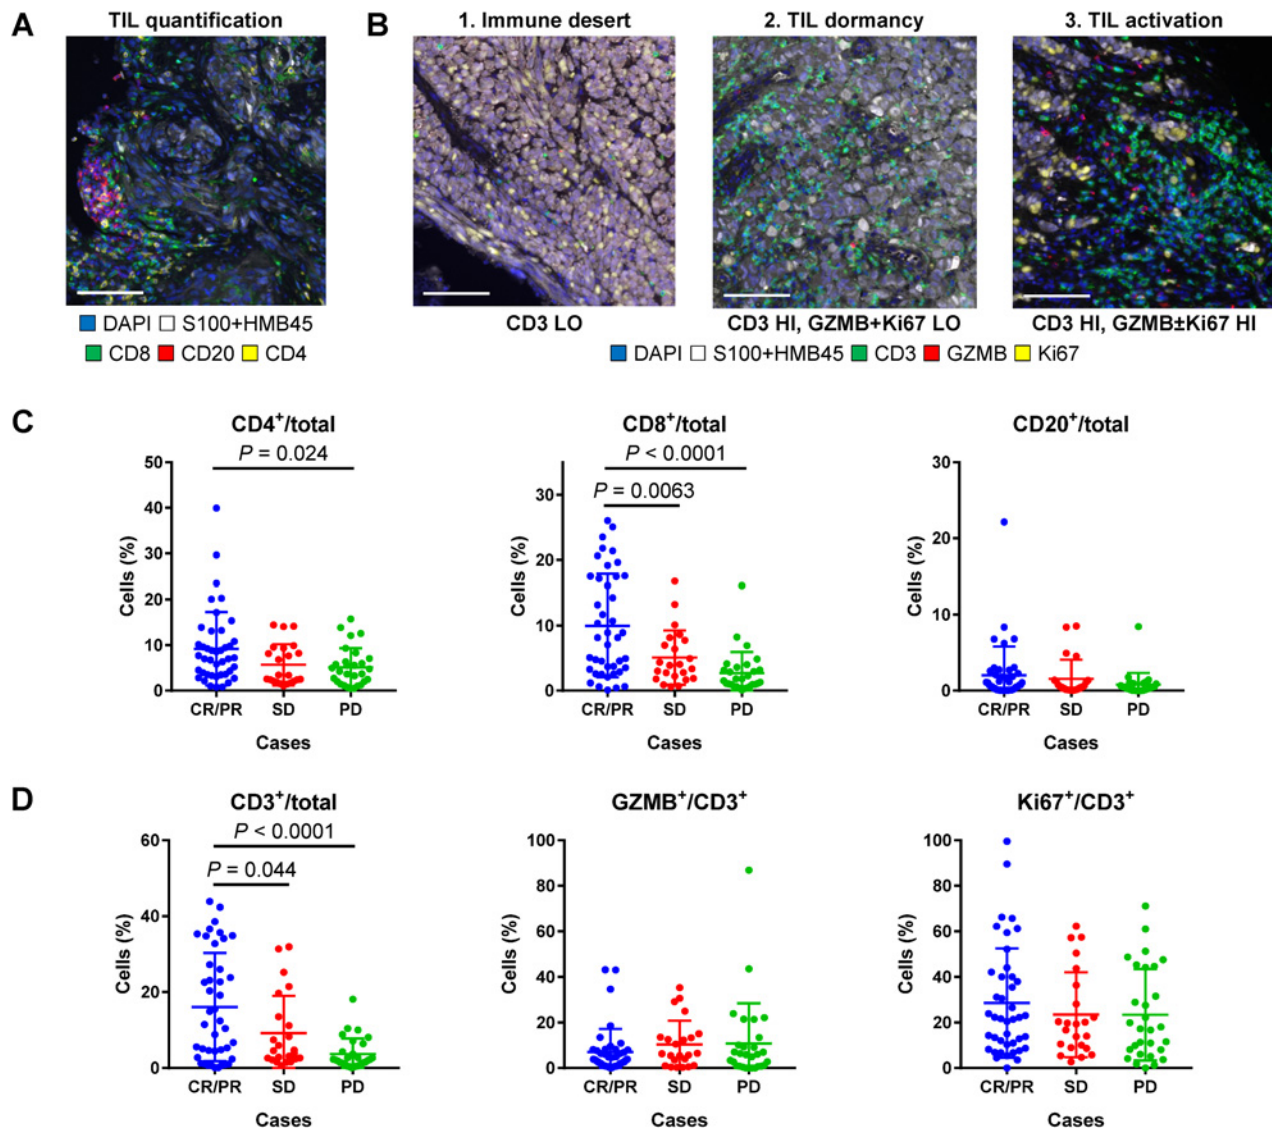 A
TIL quantification
DAPI S100+HMB45
CD8 CD20 CD4
B
1. Immune desert
2. TIL dormancy
3. TIL activation
CD3 LO
CD3 HI, GZMB+Ki67 LO
CD3 HI, GZMB±Ki67 HI
DAPI S100+HMB45 CD3 GZMB Ki67
C
CD4⁺/total
P = 0.024
50
40
30
20
10
0
Cells (%)
CR/PR SD PD
Cases
CD8⁺/total
P < 0.0001
P = 0.0063
30
20
10
0
Cells (%)
CR/PR SD PD
Cases
CD20⁺/total
30
20
10
0
Cells (%)
CR/PR SD PD
Cases
D
CD3⁺/total
P < 0.0001
P = 0.044
60
40
20
0
Cells (%)
CR/PR SD PD
Cases
GZMB⁺/CD3⁺
100
80
60
40
20
0
Cells (%)
CR/PR SD PD
Cases
Ki67⁺/CD3⁺
100
80
60
40
20
0
Cells (%)
CR/PR SD PD
Cases